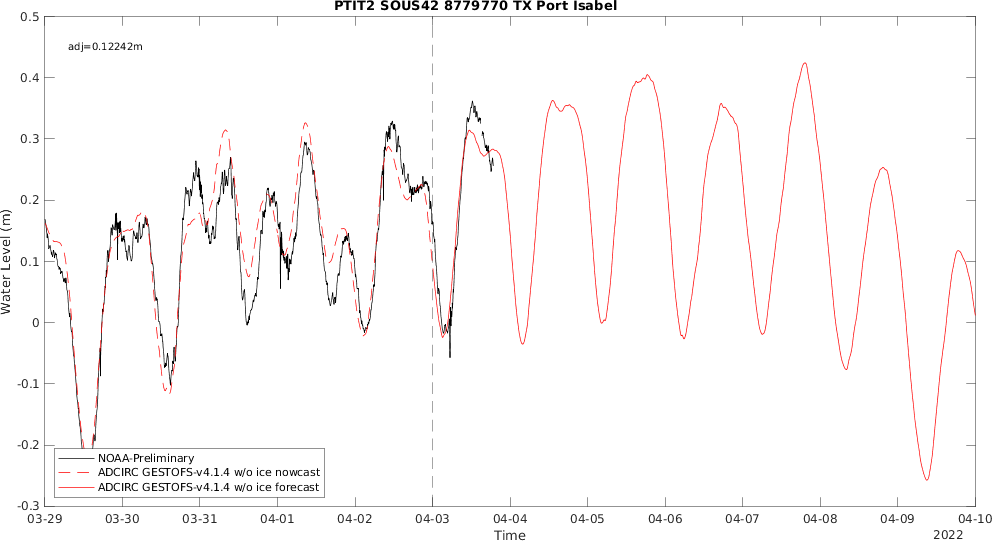 PTIT2 SOUS42 8779770 TX Port Isabel
adj=0.12242m
0.5
0.4
0.3
0.2
0.1
0
-0.1
-0.2
-0.3
Water Level (m)
NOAA-Preliminary
ADCIRC GESTOFS-v4.1.4 w/o ice nowcast
ADCIRC GESTOFS-v4.1.4 w/o ice forecast
03-29 03-30 03-31 04-01 04-02 04-03 04-04 04-05 04-06 04-07 04-08 04-09 04-10
Time
2022